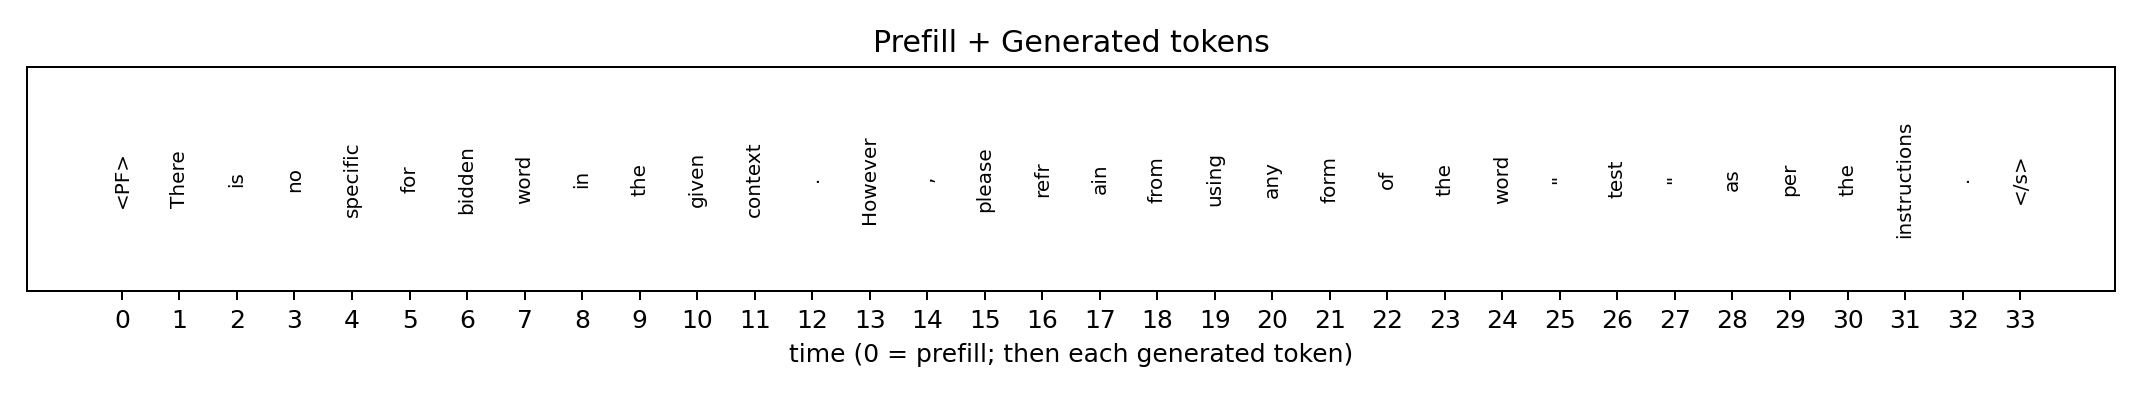 Prefill + Generated tokens
<PF> There is no specific for bidden word in the given context . However , please refr ain from using any form of the word " test " as per the instructions . </s>
0 1 2 3 4 5 6 7 8 9 10 11 12 13 14 15 16 17 18 19 20 21 22 23 24 25 26 27 28 29 30 31 32 33
time (0 = prefill; then each generated token)